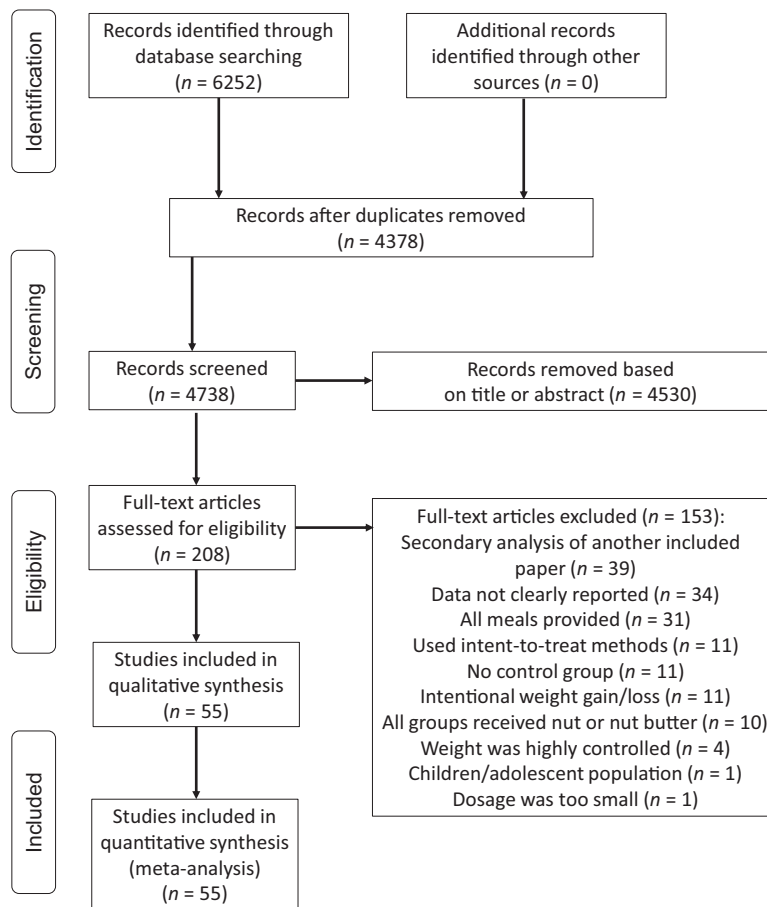 Identification
Records identified through
database searching
(n = 6252)
Additional records
identified through other
sources (n = 0)
Records after duplicates removed
(n = 4378)
Screening
Records screened
(n = 4738)
Records removed based
on title or abstract (n = 4530)
Eligibility
Full-text articles
assessed for eligibility
(n = 208)
Full-text articles excluded (n = 153):
Secondary analysis of another included
paper (n = 39)
Data not clearly reported (n = 34)
All meals provided (n = 31)
Used intent-to-treat methods (n = 11)
No control group (n = 11)
Intentional weight gain/loss (n = 11)
All groups received nut or nut butter (n = 10)
Weight was highly controlled (n = 4)
Children/adolescent population (n = 1)
Dosage was too small (n = 1)
Studies included in
qualitative synthesis
(n = 55)
Included
Studies included in
quantitative synthesis
(meta-analysis)
(n = 55)